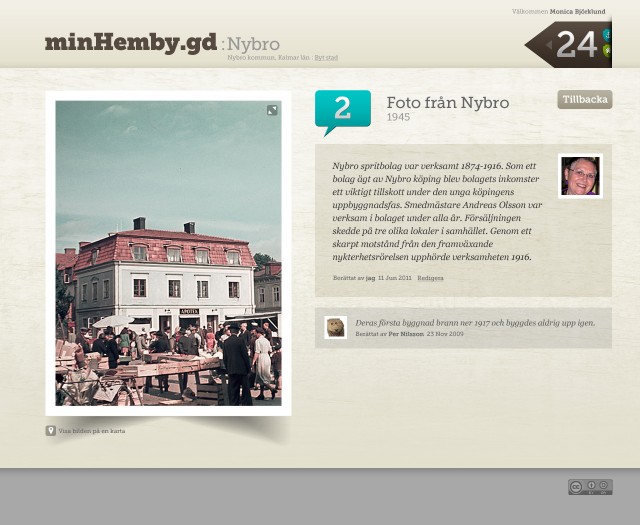 Välkommen Monica Björklund
minHemby.gd : Nybro
Nybro kommun, Kalmar län : Byt stad
24
2
Foto från Nybro
1945
Tillbacka
Nybro spritbolag var verksamt 1874-1916. Som ett
bolag ägt av Nybro köping blev bolagets inkomster
ett viktigt tillskott under den unga köpingens
uppbyggnadsfas. Smedmästare Andreas Olsson var
verksam i bolaget under alla år. Försäljningen
skedde på tre olika lokaler i samhället. Genom ett
skarpt motstånd från den framväxande
nykterhetsrörelsen upphörde verksamheten 1916.
Berättat av jag 11 Jun 2011 Redigera
Deras första byggnad brann ner 1917 och byggdes aldrig upp igen.
Berättat av Per Nilsson 23 Nov 2009
APOTEK
Visa bilden på en karta